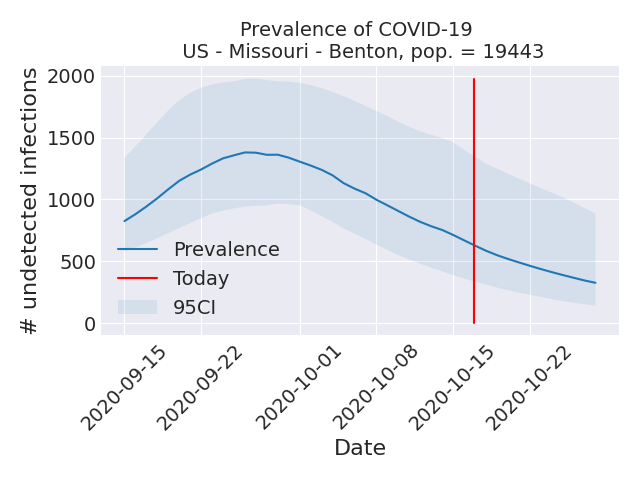 Prevalence of COVID-19
US - Missouri - Benton, pop. = 19443
# undetected infections
2000
1500
1000
500
0
Prevalence
Today
95CI
2020-09-15
2020-09-22
2020-10-01
2020-10-08
2020-10-15
2020-10-22
Date